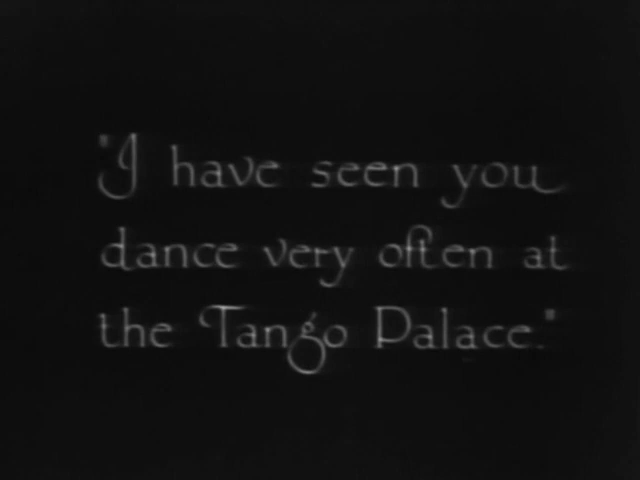 "I have seen you
dance very often at
the Tango Palace."